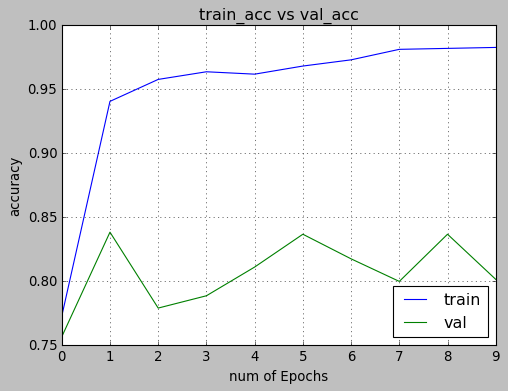 train_acc vs val_acc
1.00
0.95
0.90
0.85
0.80
0.75
accuracy
0 1 2 3 4 5 6 7 8 9
num of Epochs
train
val